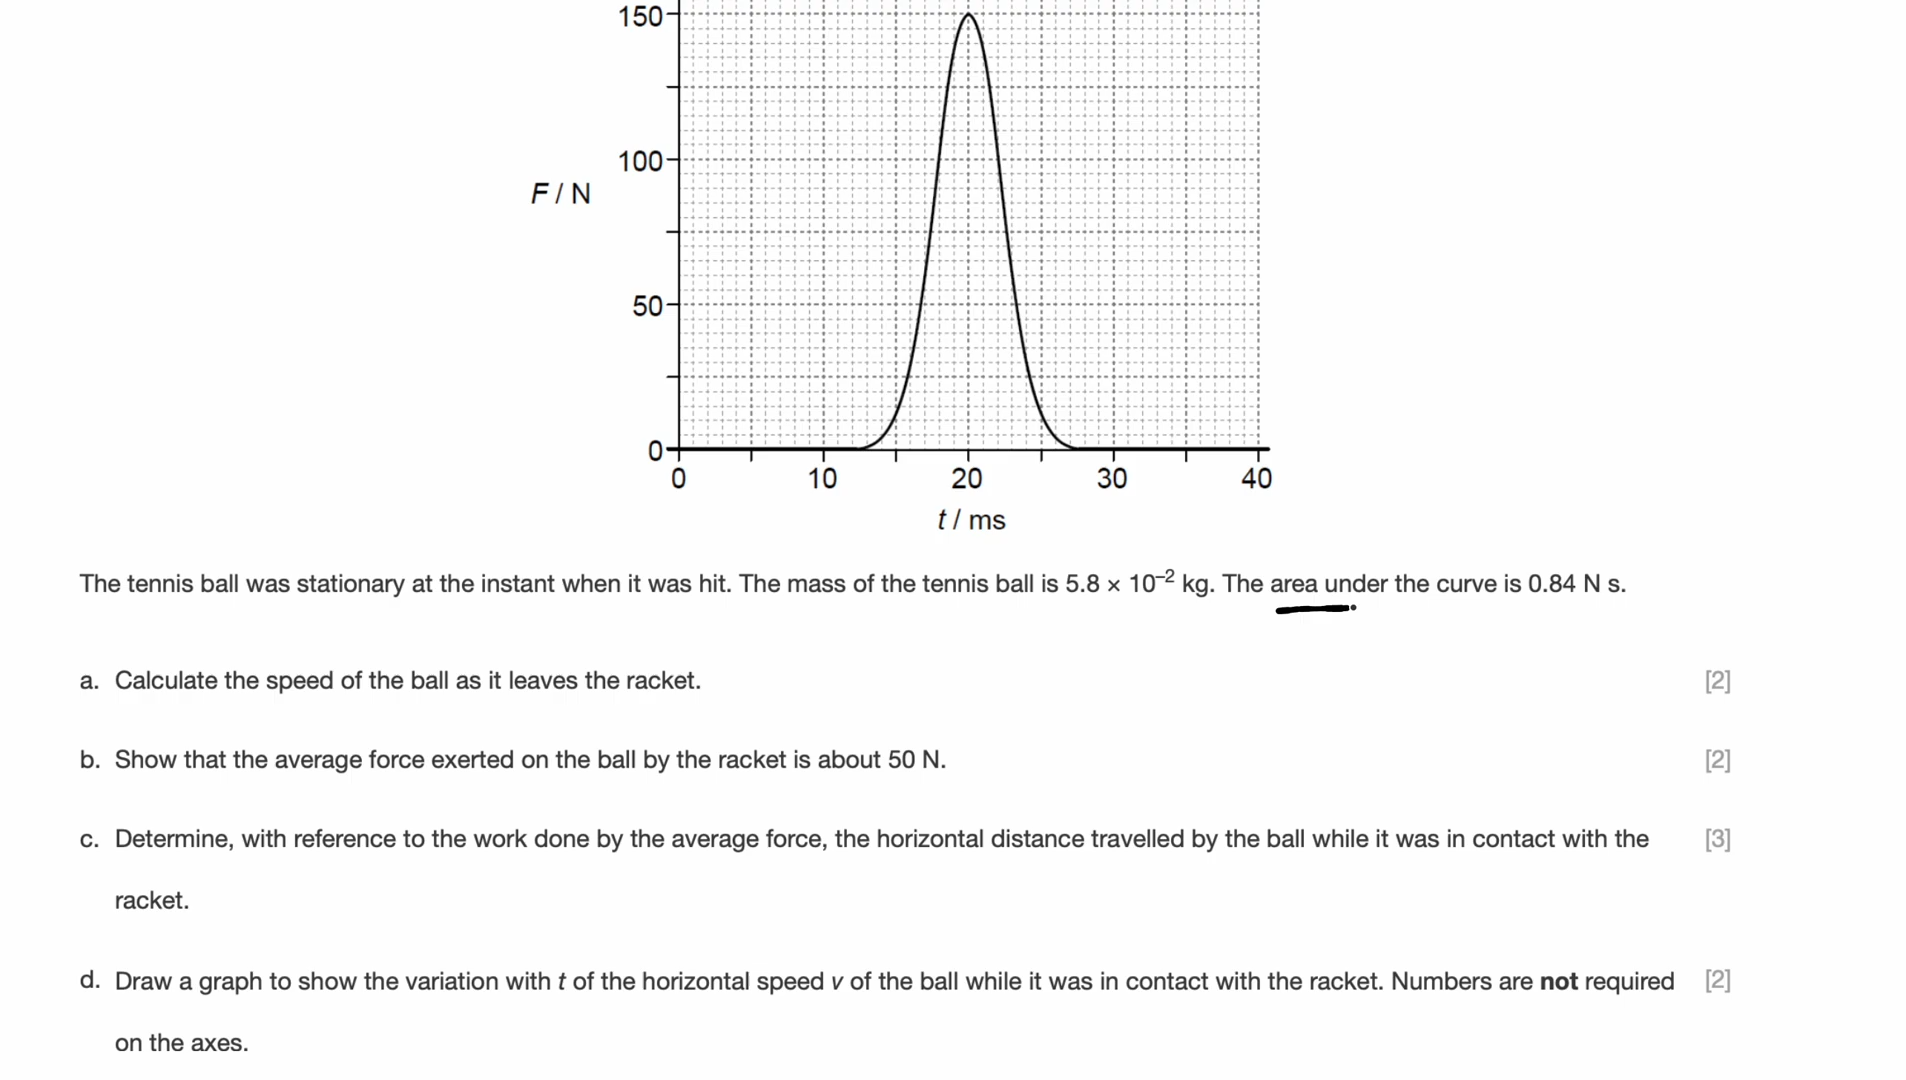 150
100
F / N
50
0
0 10 20 30 40
t / ms
The tennis ball was stationary at the instant when it was hit. The mass of the tennis ball is 5.8 × 10⁻² kg. The area under the curve is 0.84 N s.
a. Calculate the speed of the ball as it leaves the racket. [2]
b. Show that the average force exerted on the ball by the racket is about 50 N. [2]
c. Determine, with reference to the work done by the average force, the horizontal distance travelled by the ball while it was in contact with the [3]
racket.
d. Draw a graph to show the variation with t of the horizontal speed v of the ball while it was in contact with the racket. Numbers are not required [2]
on the axes.